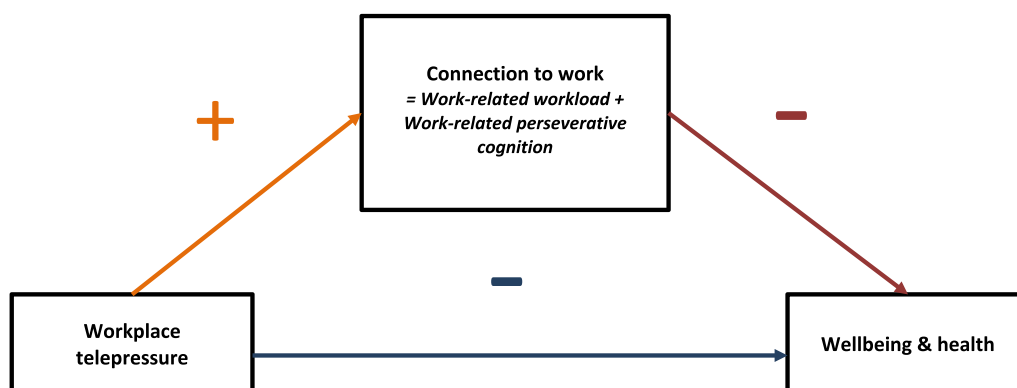 Connection to work
= Work-related workload +
Work-related perseverative
cognition
+
−
−
Workplace
telepressure
Wellbeing & health